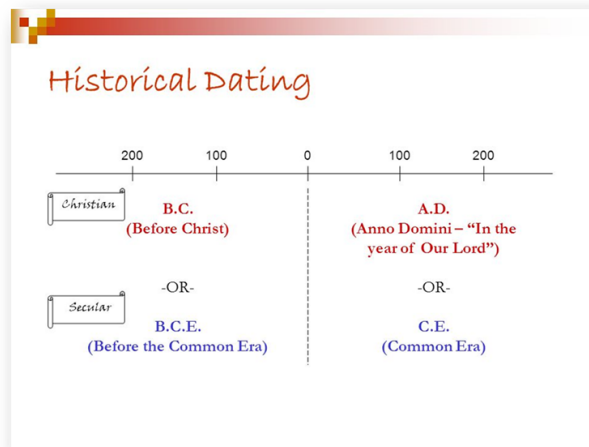 Historical Dating
200 100 0 100 200
Christian
B.C. A.D.
(Before Christ) (Anno Domini – “In the
year of Our Lord”)
-OR- -OR-
Secular
B.C.E. C.E.
(Before the Common Era) (Common Era)